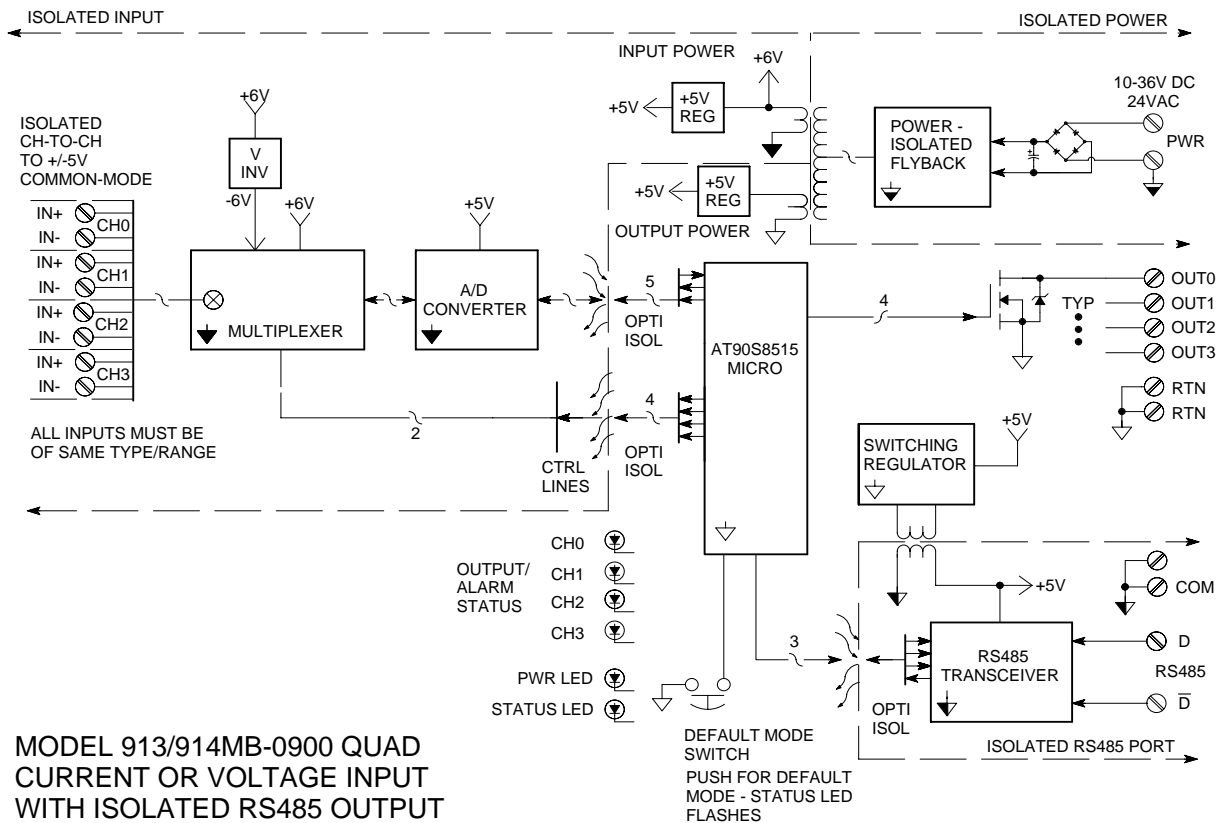 ISOLATED INPUT
ISOLATED POWER
INPUT POWER
+6V
+5V
+5V
REG
10-36V DC
24VAC
PWR
POWER -
ISOLATED
FLYBACK
+
+6V
V
INV
-6V
+6V
+5V
ISOLATED
CH-TO-CH
TO +/-5V
COMMON-MODE
IN+
IN-
CH0
IN+
IN-
CH1
IN+
IN-
CH2
IN+
IN-
CH3
ALL INPUTS MUST BE
OF SAME TYPE/RANGE
MULTIPLEXER
A/D
CONVERTER
+5V
+5V
REG
OUTPUT POWER
5
OPTI
ISOL
4
OPTI
ISOL
2
CTRL
LINES
AT90S8515
MICRO
4
TYP
OUT0
OUT1
OUT2
OUT3
RTN
RTN
SWITCHING
REGULATOR
+5V
+5V
COM
D
RS485
D̅
RS485
TRANSCEIVER
3
OPTI
ISOL
ISOLATED RS485 PORT
OUTPUT/
ALARM
STATUS
CH0
CH1
CH2
CH3
PWR LED
STATUS LED
DEFAULT MODE
SWITCH
PUSH FOR DEFAULT
MODE - STATUS LED
FLASHES
MODEL 913/914MB-0900 QUAD
CURRENT OR VOLTAGE INPUT
WITH ISOLATED RS485 OUTPUT